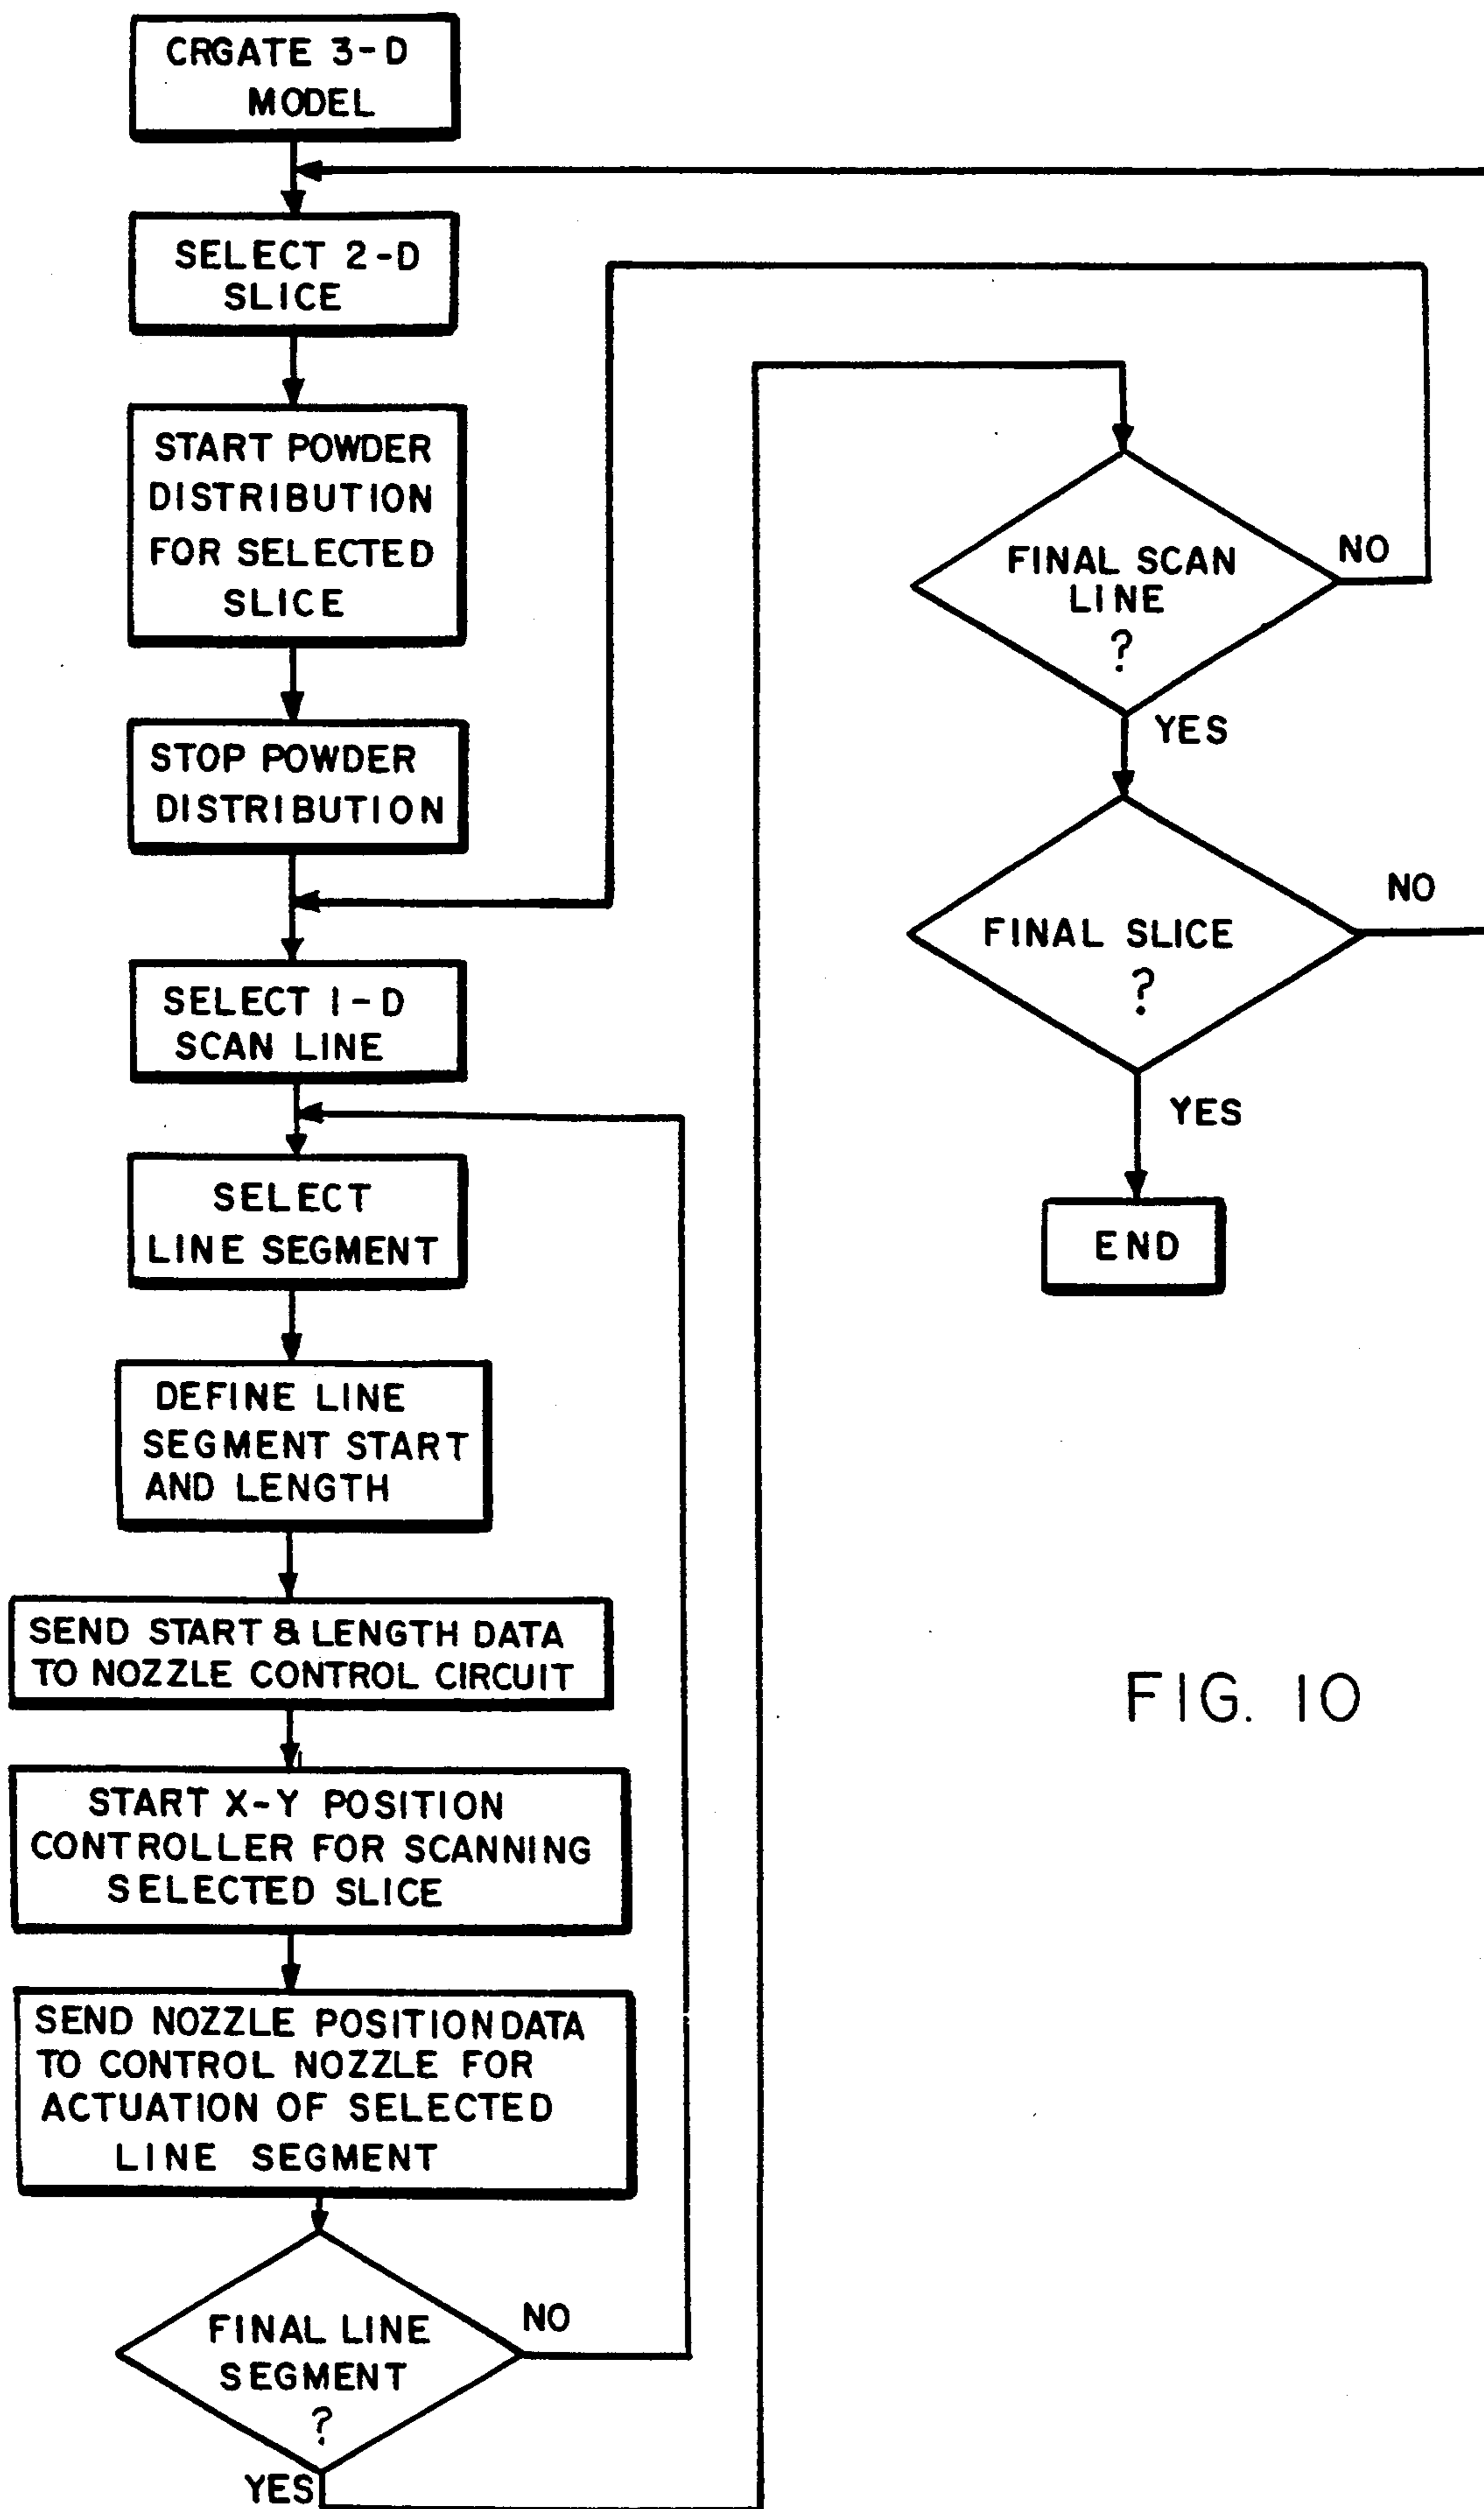 CRGATE 3-D
MODEL
SELECT 2-D
SLICE
START POWDER
DISTRIBUTION
FOR SELECTED
SLICE
STOP POWDER
DISTRIBUTION
SELECT 1-D
SCAN LINE
SELECT
LINE SEGMENT
DEFINE LINE
SEGMENT START
AND LENGTH
SEND START & LENGTH DATA
TO NOZZLE CONTROL CIRCUIT
START X-Y POSITION
CONTROLLER FOR SCANNING
SELECTED SLICE
SEND NOZZLE POSITION DATA
TO CONTROL NOZZLE FOR
ACTUATION OF SELECTED
LINE SEGMENT
FINAL LINE
SEGMENT
?
NO
YES
FINAL SCAN
LINE
?
NO
YES
FINAL SLICE
?
NO
YES
END
FIG. 10